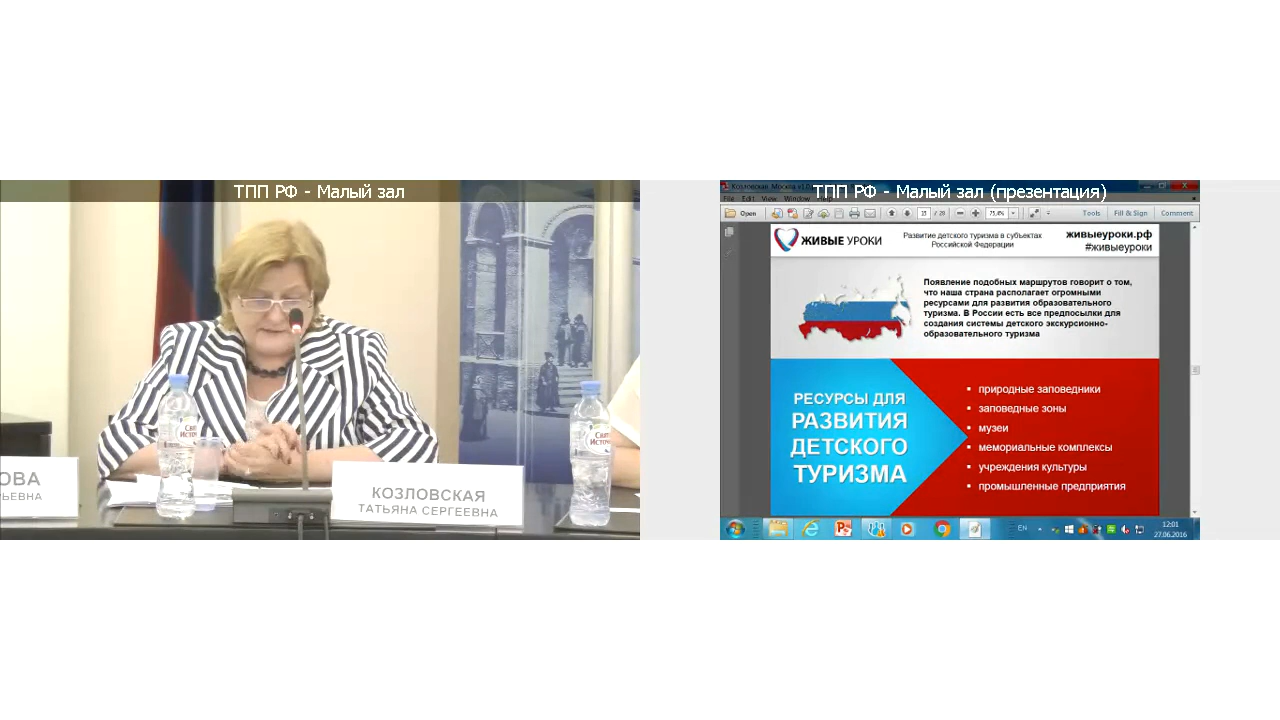 ТПП РФ - Малый зал
ОВА
РЬЕВНА
КОЗЛОВСКАЯ
ТАТЬЯНА СЕРГЕЕВНА
ТПП РФ - Малый зал (презентация)
File Edit View Window
Open
/ 28
75,4%
Tools Fill & Sign Comment
ЖИВЫЕ УРОКИ
Развитие детского туризма в субъектах
Российской Федерации
живыеуроки.рф
#живыеуроки
Появление подобных маршрутов говорит о том,
что наша страна располагает огромными
ресурсами для развития образовательного
туризма. В России есть все предпосылки для
создания системы детского экскурсионно-
образовательного туризма
РЕСУРСЫ ДЛЯ
РАЗВИТИЯ
ДЕТСКОГО
ТУРИЗМА
▪ природные заповедники
▪ заповедные зоны
▪ музеи
▪ мемориальные комплексы
▪ учреждения культуры
▪ промышленные предприятия
EN
12:01
27.06.2016